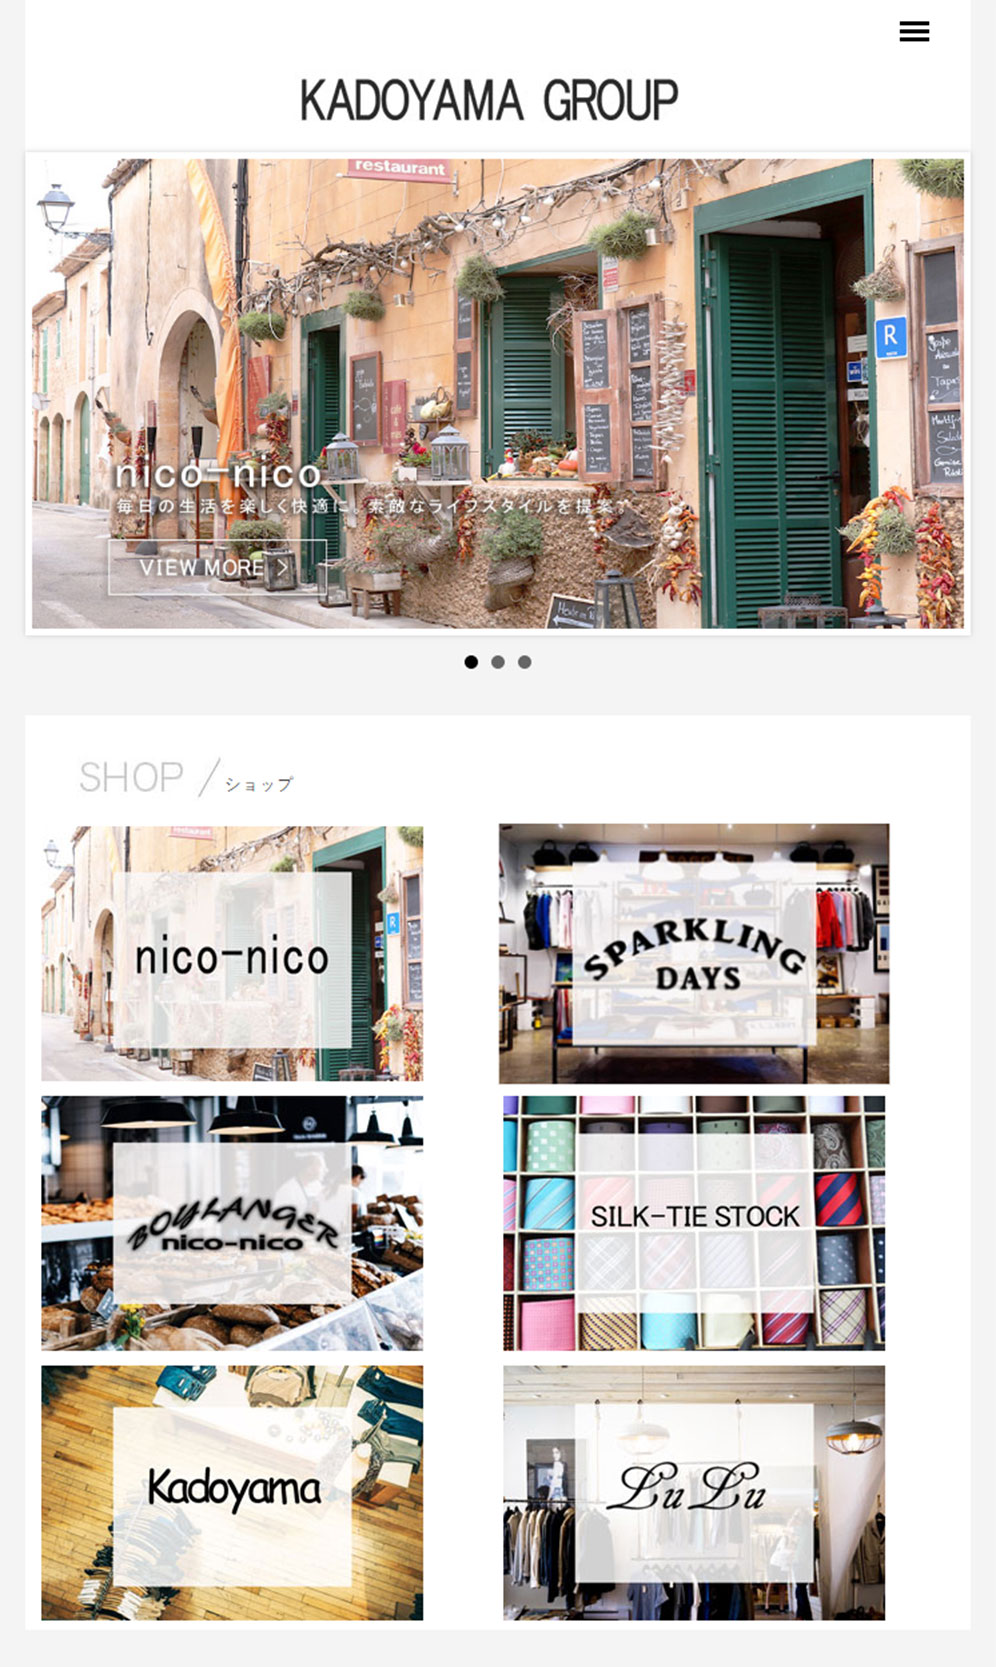 KADOYAMA GROUP
restaurant
R
nico-nico
毎日の生活を楽しく快適に。素敵なライフスタイルを提案
VIEW MORE >
SHOP / ショップ
restaurant
R
nico-nico
SPARKLING
DAYS
BOULANGER
nico-nico
SILK-TIE STOCK
Kadoyama
LuLu